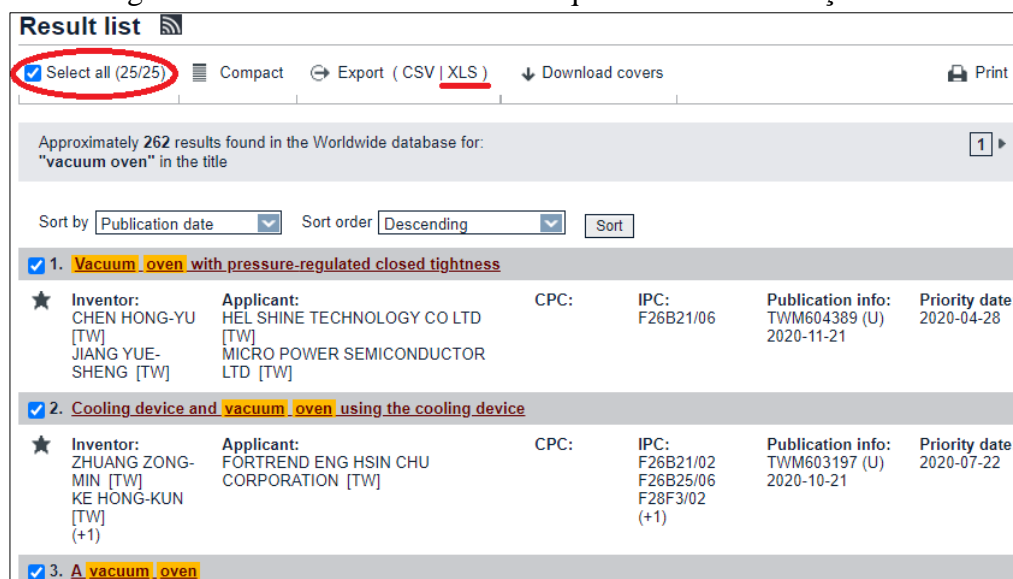 Result list
Select all (25/25) Compact Export ( CSV | XLS ) Download covers Print
Approximately 262 results found in the Worldwide database for:
"vacuum oven" in the title
1
Sort by Publication date Sort order Descending Sort
1. Vacuum oven with pressure-regulated closed tightness
Inventor: Applicant: CPC: IPC: Publication info: Priority date
CHEN HONG-YU HEL SHINE TECHNOLOGY CO LTD F26B21/06 TWM604389 (U) 2020-04-28
[TW] [TW] 2020-11-21
JIANG YUE- MICRO POWER SEMICONDUCTOR
SHENG [TW] LTD [TW]
2. Cooling device and vacuum oven using the cooling device
Inventor: Applicant: CPC: IPC: Publication info: Priority date
ZHUANG ZONG- FORTREND ENG HSIN CHU F26B21/02 TWM603197 (U) 2020-07-22
MIN [TW] CORPORATION [TW] F26B25/06 2020-10-21
KE HONG-KUN F28F3/02
[TW] (+1)
(+1)
3. A vacuum oven